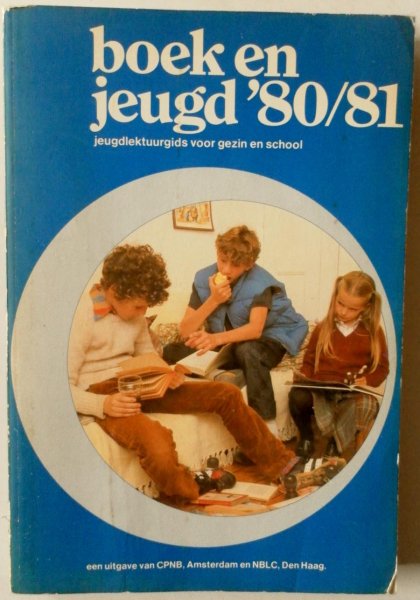 boek en
jeugd '80/81
jeugdlektuurgids voor gezin en school
een uitgave van CPNB, Amsterdam en NBLC, Den Haag.